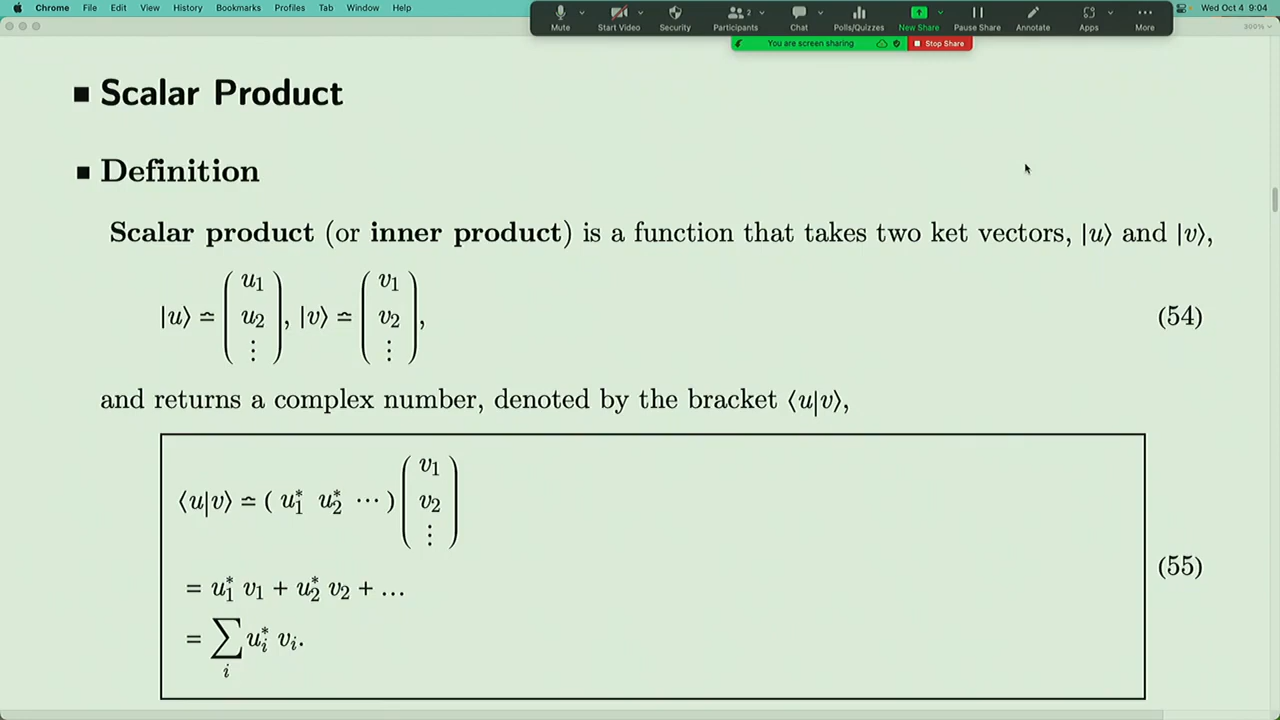 Chrome File Edit View History Bookmarks Profiles Tab Window Help
Wed Oct 4 9:04
Mute Start Video Security Participants 2 Chat Polls/Quizzes New Share Pause Share Annotate Apps More
You are screen sharing Stop Share
300%
■ Scalar Product
■ Definition
Scalar product (or inner product) is a function that takes two ket vectors, |u⟩ and |v⟩,
|u⟩ ≏ ( u₁ u₂ ⋮ ), |v⟩ ≏ ( v₁ v₂ ⋮ ), (54)
and returns a complex number, denoted by the bracket ⟨u|v⟩,
⟨u|v⟩ ≏ ( u₁* u₂* ⋯ ) ( v₁ v₂ ⋮ )
= u₁* v₁ + u₂* v₂ + …
(55)
= ∑ᵢ uᵢ* vᵢ.